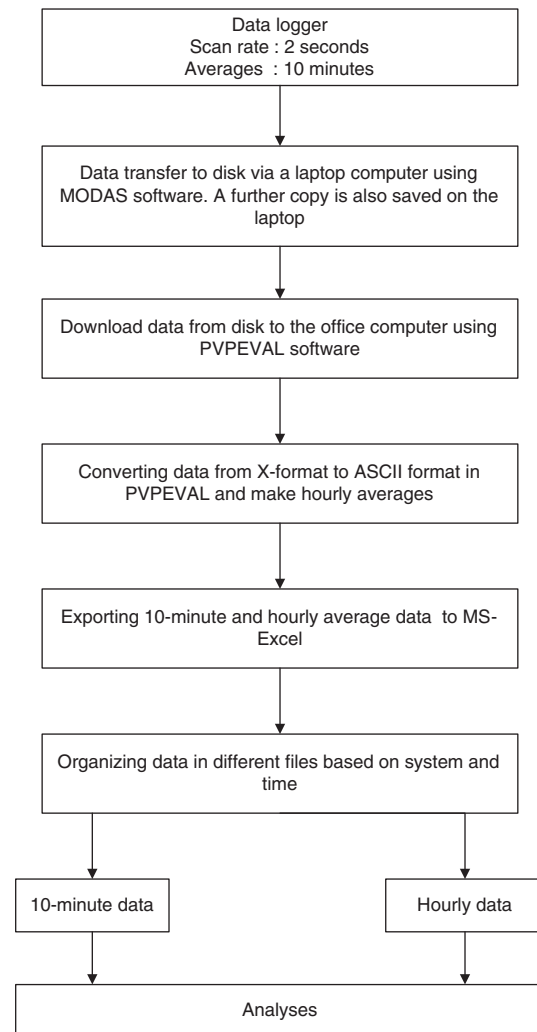 Data logger
Scan rate : 2 seconds
Averages : 10 minutes
Data transfer to disk via a laptop computer using
MODAS software. A further copy is also saved on the
laptop
Download data from disk to the office computer using
PVPEVAL software
Converting data from X-format to ASCII format in
PVPEVAL and make hourly averages
Exporting 10-minute and hourly average data to MS-
Excel
Organizing data in different files based on system and
time
10-minute data
Hourly data
Analyses